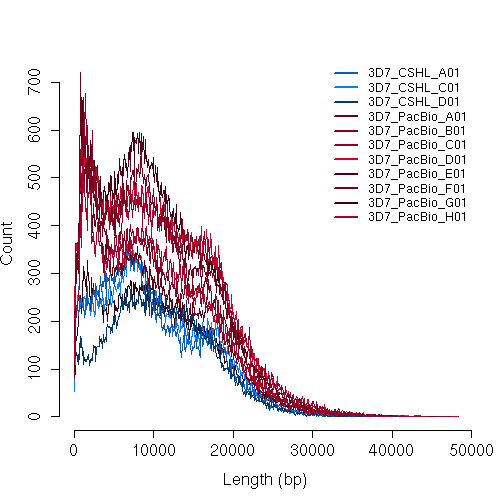 700
600
500
400
300
200
100
0
Count
0 10000 20000 30000 40000 50000
Length (bp)
3D7_CSHL_A01
3D7_CSHL_C01
3D7_CSHL_D01
3D7_PacBio_A01
3D7_PacBio_B01
3D7_PacBio_C01
3D7_PacBio_D01
3D7_PacBio_E01
3D7_PacBio_F01
3D7_PacBio_G01
3D7_PacBio_H01